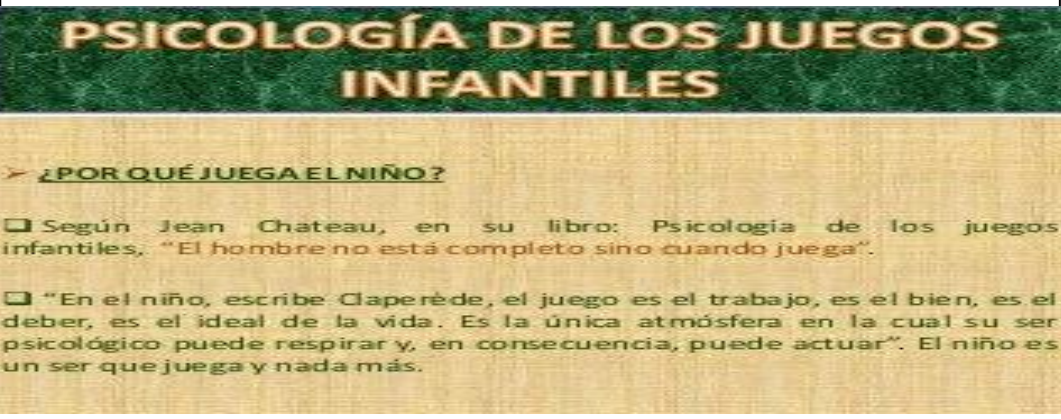 PSICOLOGÍA DE LOS JUEGOS
INFANTILES
➢ ¿POR QUÉ JUEGA EL NIÑO?
❑ Según Jean Chateau, en su libro: Psicología de los juegos
infantiles, “El hombre no está completo sino cuando juega”.
❑ “En el niño, escribe Claperède, el juego es el trabajo, es el bien, es el
deber, es el ideal de la vida. Es la única atmósfera en la cual su ser
psicológico puede respirar y, en consecuencia, puede actuar”. El niño es
un ser que juega y nada más.